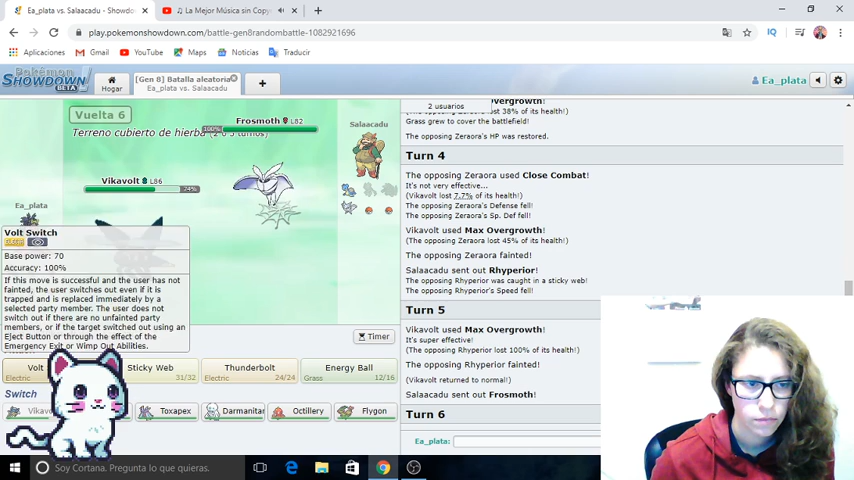 Ea_plata vs. Salaacadu - Showdo
La Mejor Música sin Copy
play.pokemonshowdown.com/battle-gen8randombattle-1082921696
Aplicaciones
Gmail
YouTube
Maps
Noticias
Traducir
Pokémon
Showdown
BETA
Hogar
[Gen 8] Batalla aleatoria
Ea_plata vs. Salaacadu
Ea_plata
Vuelta 6
Frosmoth L82
100%
Salaacadu
Vikavolt L86
74%
Ea_plata
Volt Switch
Base power: 70
Accuracy: 100%
If this move is successful and the user has not
fainted, the user switches out even if it is
trapped and is replaced immediately by a
selected party member. The user does not
switch out if there are no unfainted party
members, or if the target switched out using an
Eject Button or through the effect of the
Emergency Exit or Wimp Out Abilities.
Timer
Volt
Sticky Web
31/32
Thunderbolt
Electric
24/24
Energy Ball
Grass
12/16
Electric
Switch
Toxapex
Darmanitan
Octillery
Flygon
2 usuarios
Grass grew to cover the battlefield!
The opposing Zeraora's HP was restored.
Turn 4
The opposing Zeraora used Close Combat!
It's not very effective...
(Vikavolt lost 7.7% of its health!)
The opposing Zeraora's Defense fell!
The opposing Zeraora's Sp. Def fell!
Vikavolt used Max Overgrowth!
(The opposing Zeraora lost 45% of its health!)
The opposing Zeraora fainted!
Salaacadu sent out Rhyperior!
The opposing Rhyperior was caught in a sticky web!
The opposing Rhyperior's Speed fell!
Turn 5
Vikavolt used Max Overgrowth!
It's super effective!
(The opposing Rhyperior lost 100% of its health!)
The opposing Rhyperior fainted!
(Vikavolt returned to normal!)
Salaacadu sent out Frosmoth!
Turn 6
Ea_plata:
Soy Cortana. Pregunta lo que quieras.